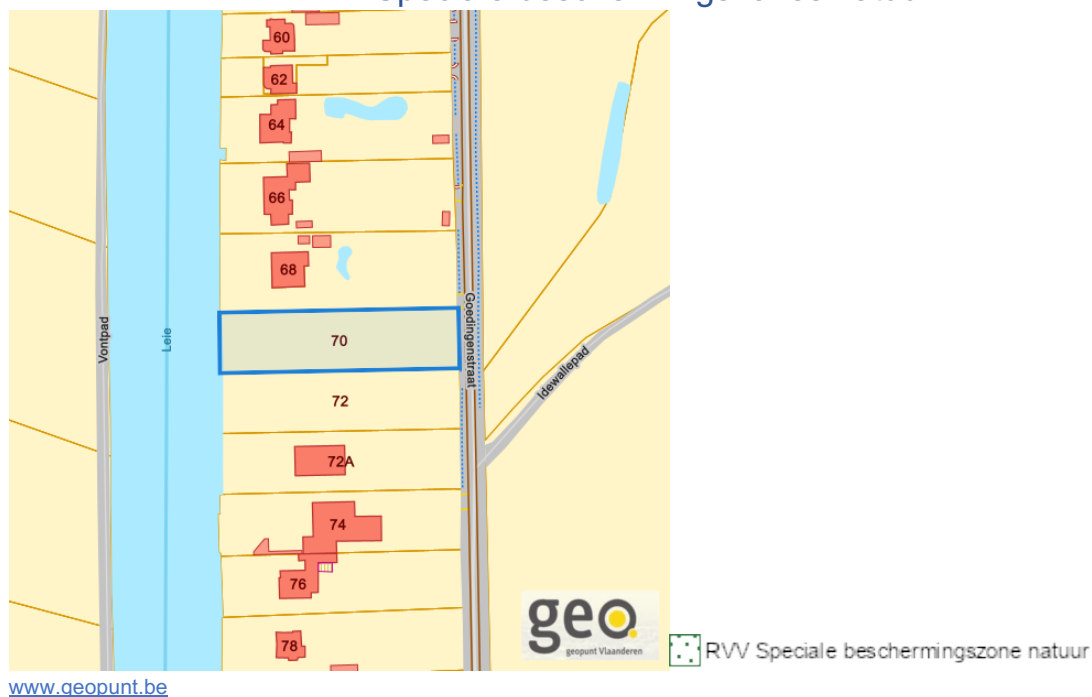 60
62
64
66
68
70
72
72A
74
76
78
Vontpad
Leie
Goedingenstraat
Idewallepad
geo
geopunt Vlaanderen
RVV Speciale beschermingszone natuur
www.geopunt.be